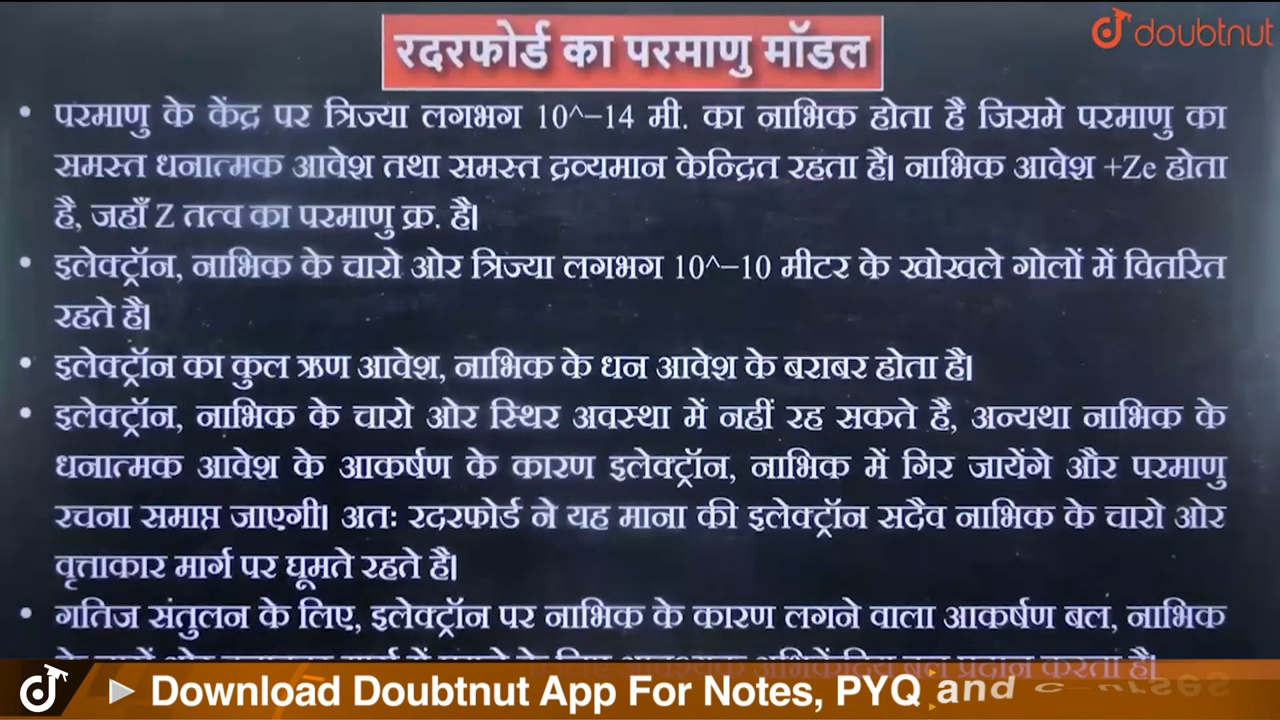 रदरफोर्ड का परमाणु मॉडल
doubtnut
• परमाणु के केंद्र पर त्रिज्या लगभग 10^−14 मी. का नाभिक होता है जिसमे परमाणु का
समस्त धनात्मक आवेश तथा समस्त द्रव्यमान केन्द्रित रहता है। नाभिक आवेश +Ze होता
है, जहाँ Z तत्व का परमाणु क्र. है।
• इलेक्ट्रॉन, नाभिक के चारो ओर त्रिज्या लगभग 10^−10 मीटर के खोखले गोलों में वितरित
रहते है।
• इलेक्ट्रॉन का कुल ऋण आवेश, नाभिक के धन आवेश के बराबर होता है।
• इलेक्ट्रॉन, नाभिक के चारो ओर स्थिर अवस्था में नहीं रह सकते है, अन्यथा नाभिक के
धनात्मक आवेश के आकर्षण के कारण इलेक्ट्रॉन, नाभिक में गिर जायेंगे और परमाणु
रचना समाप्त जाएगी। अतः रदरफोर्ड ने यह माना की इलेक्ट्रॉन सदैव नाभिक के चारो ओर
वृत्ताकार मार्ग पर घूमते रहते है।
• गतिज संतुलन के लिए, इलेक्ट्रॉन पर नाभिक के कारण लगने वाला आकर्षण बल, नाभिक
बल प्रदान करता है।
Download Doubtnut App For Notes, PYQ and